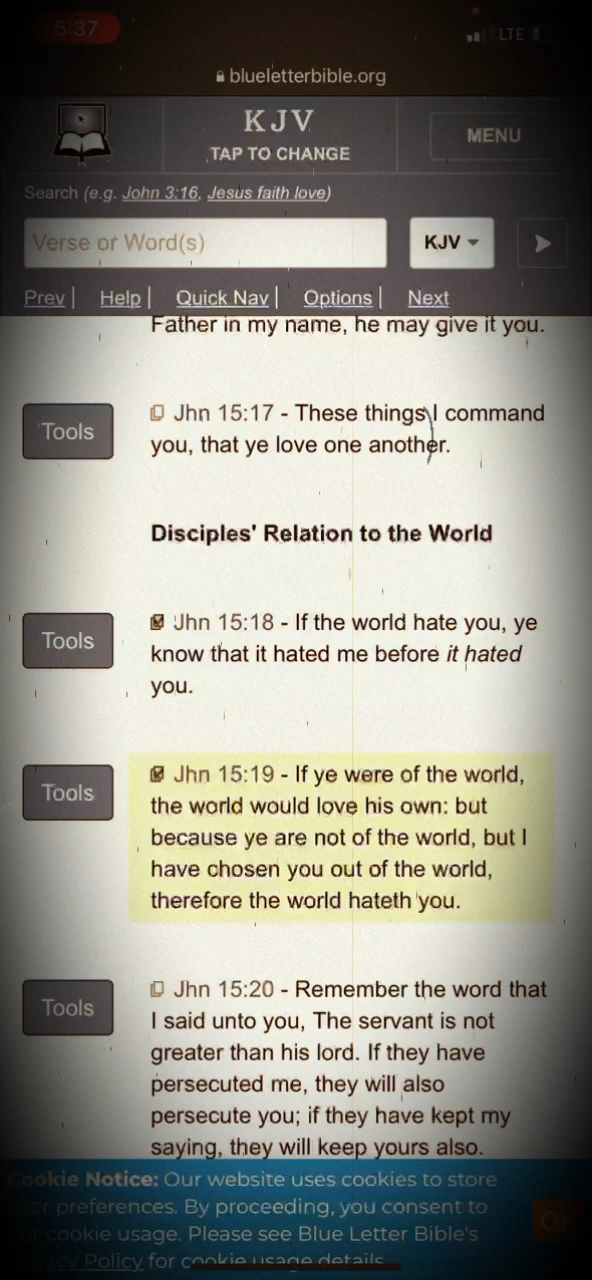 5:37
LTE
blueletterbible.org
KJV
TAP TO CHANGE
MENU
Search (e.g. John 3:16, Jesus faith love)
Verse or Word(s)
KJV
Prev | Help | Quick Nav | Options | Next
Father in my name, he may give it you.
Tools
Jhn 15:17 - These things I command
you, that ye love one another.
Disciples' Relation to the World
Tools
Jhn 15:18 - If the world hate you, ye
know that it hated me before it hated
you.
Tools
Jhn 15:19 - If ye were of the world,
the world would love his own: but
because ye are not of the world, but I
have chosen you out of the world,
therefore the world hateth you.
Tools
Jhn 15:20 - Remember the word that
I said unto you, The servant is not
greater than his lord. If they have
persecuted me, they will also
persecute you; if they have kept my
saying, they will keep yours also.
Cookie Notice: Our website uses cookies to store
preferences. By proceeding, you consent to
cookie usage. Please see Blue Letter Bible's
Policy for cookie usage details.
OK